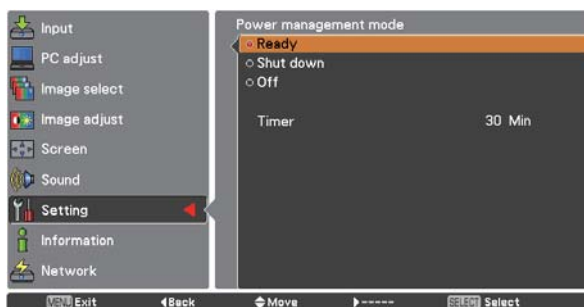 Input
PC adjust
Image select
Image adjust
Screen
Sound
Setting
Information
Network
Power management mode
Ready
Shut down
Off
Timer 30 Min
MENU Exit Back Move ----- SELECT Select